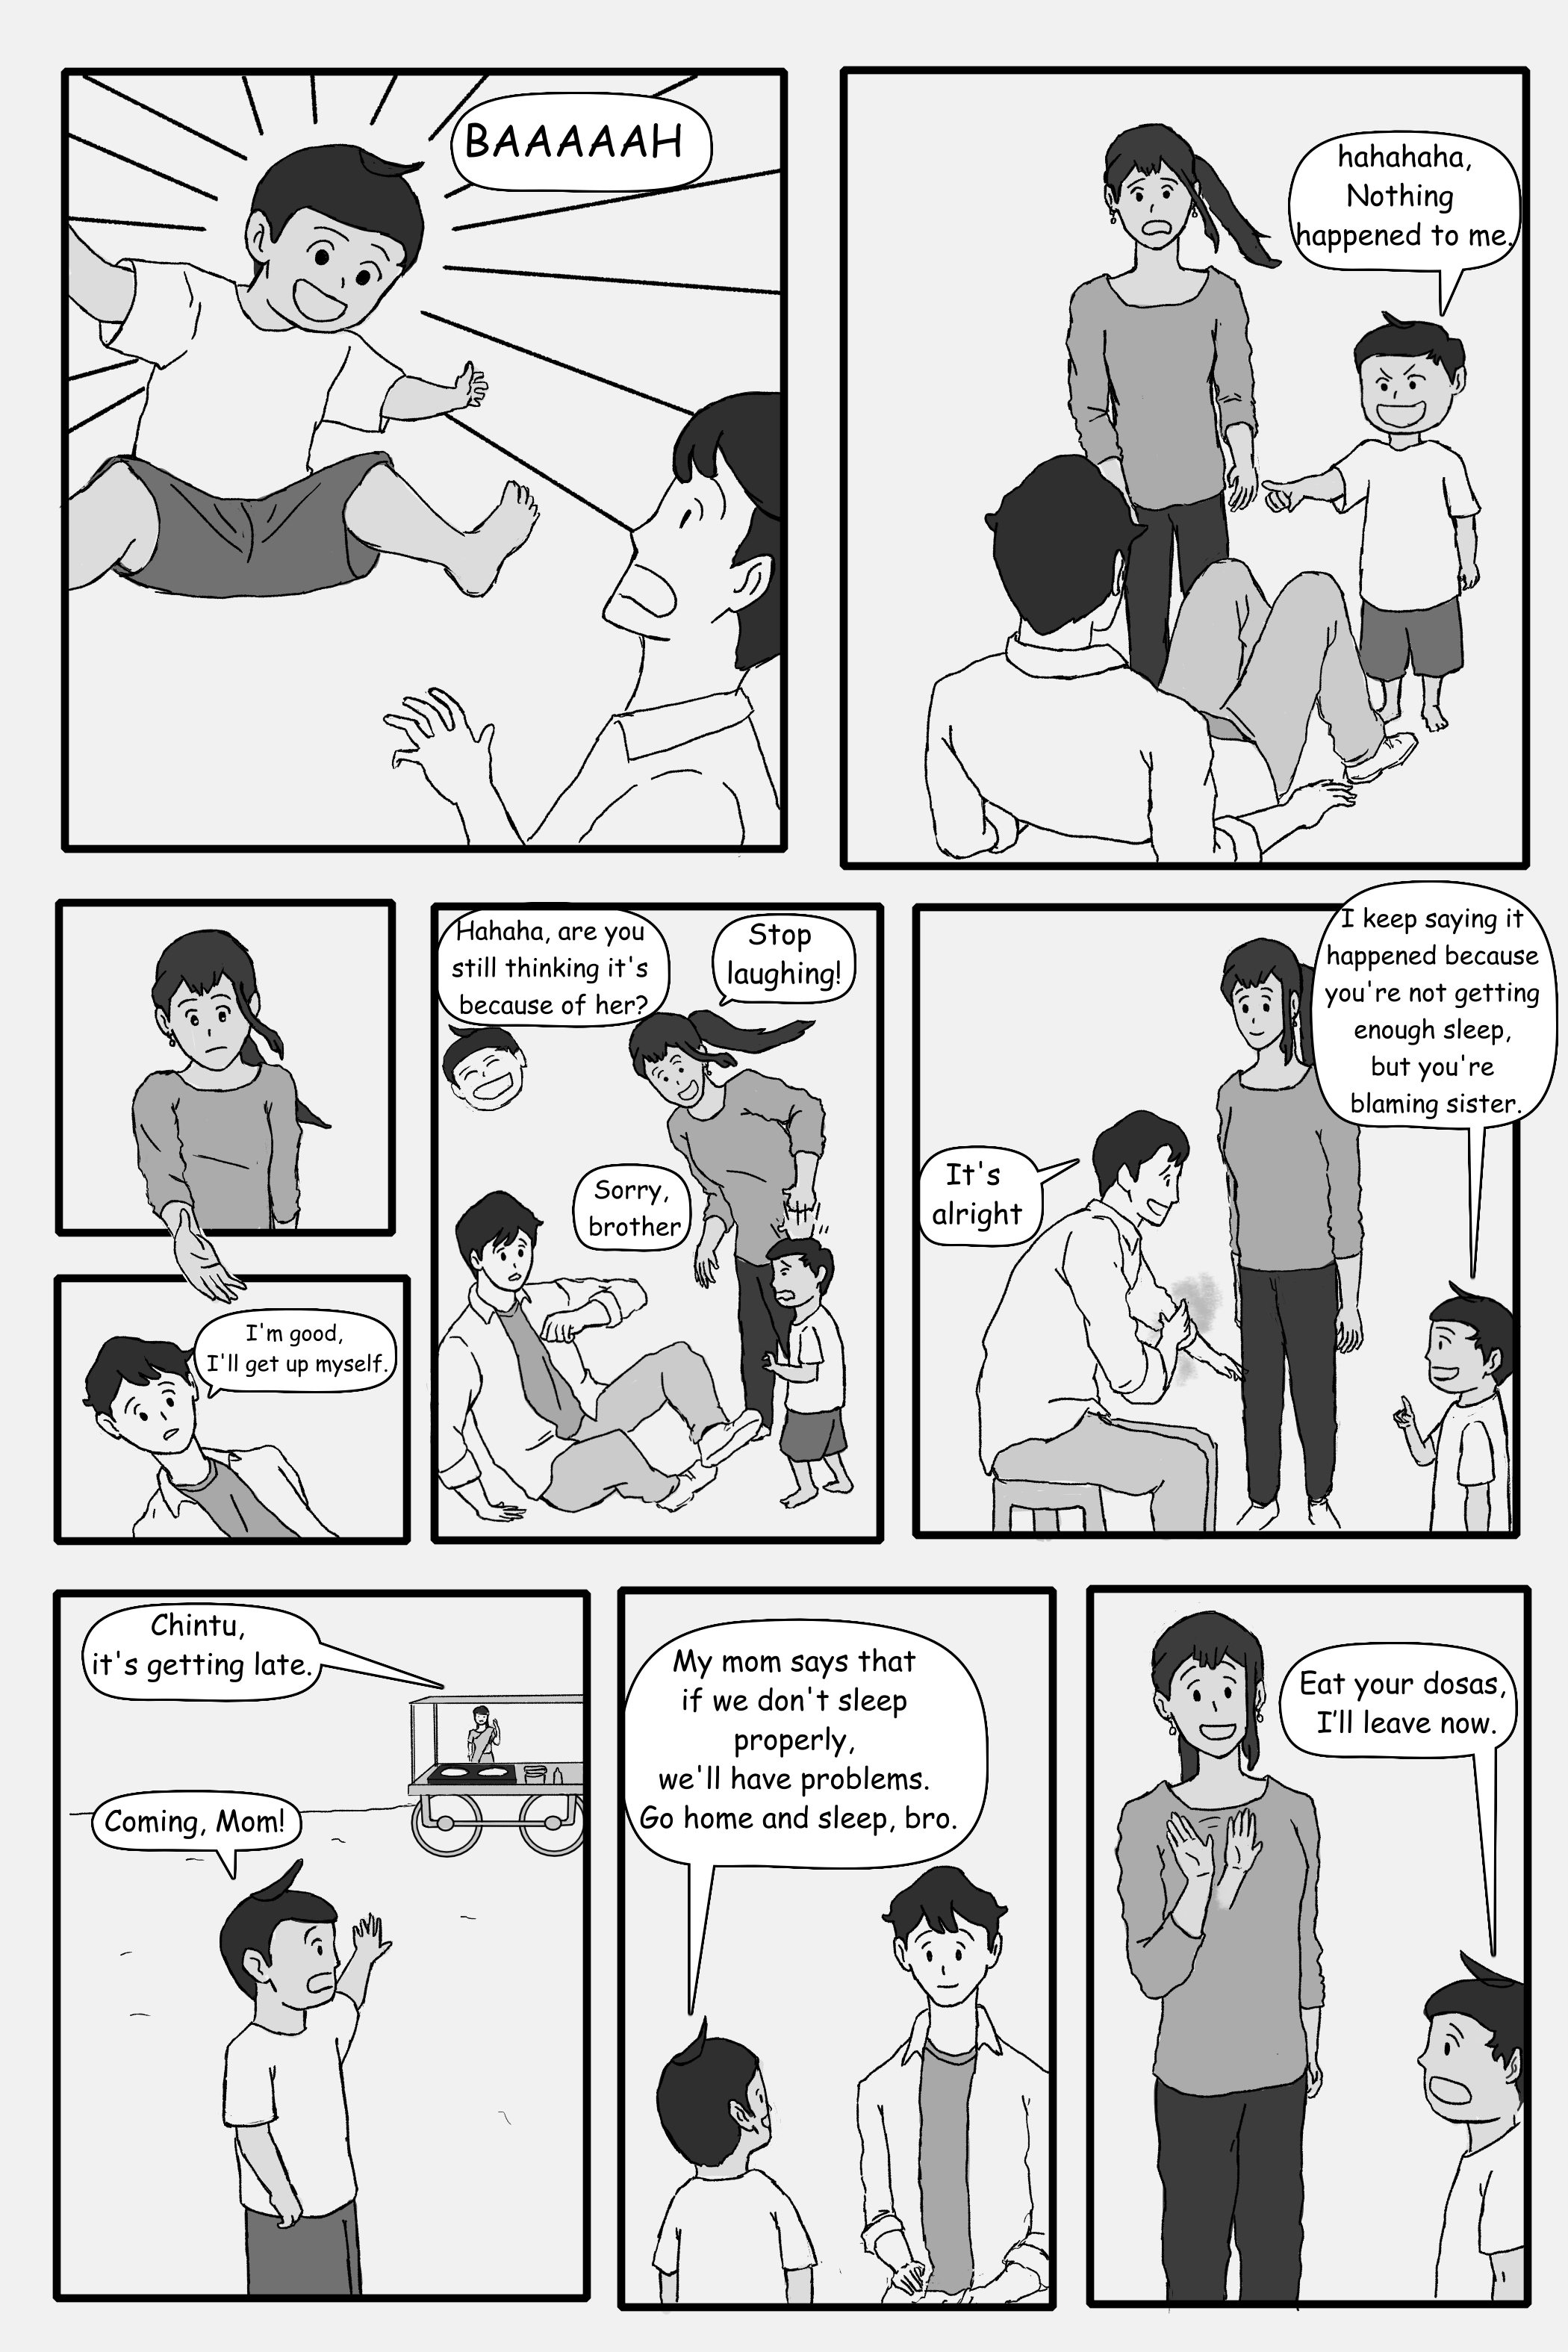 BAAAAAH
hahahaha,
Nothing
happened to me.
I'm good,
I'll get up myself.
Hahaha, are you
still thinking it's
because of her?
Stop
laughing!
Sorry,
brother
It's
alright
I keep saying it
happened because
you're not getting
enough sleep,
but you're
blaming sister.
Chintu,
it's getting late.
Coming, Mom!
My mom says that
if we don't sleep
properly,
we'll have problems.
Go home and sleep, bro.
Eat your dosas,
I’ll leave now.